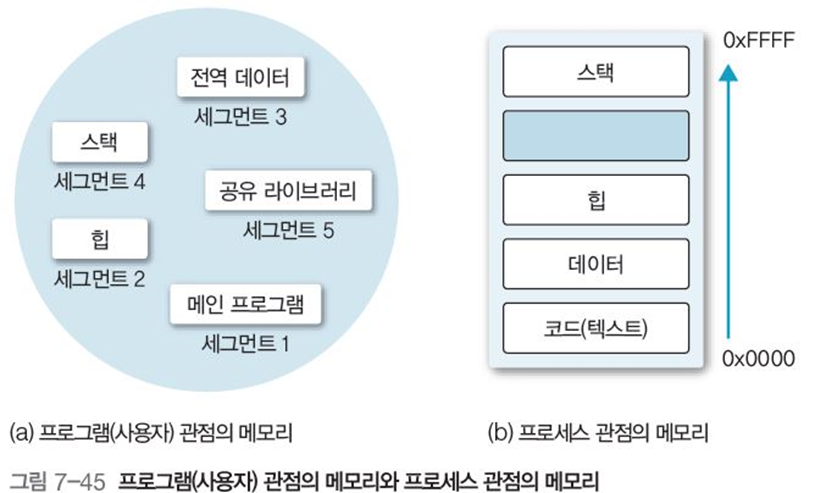 전역 데이터
세그먼트 3
스택
세그먼트 4
공유 라이브러리
세그먼트 5
힙
세그먼트 2
메인 프로그램
세그먼트 1
(a) 프로그램(사용자) 관점의 메모리
0xFFFF
스택
힙
데이터
코드(텍스트)
0x0000
(b) 프로세스 관점의 메모리
그림 7-45 프로그램(사용자) 관점의 메모리와 프로세스 관점의 메모리